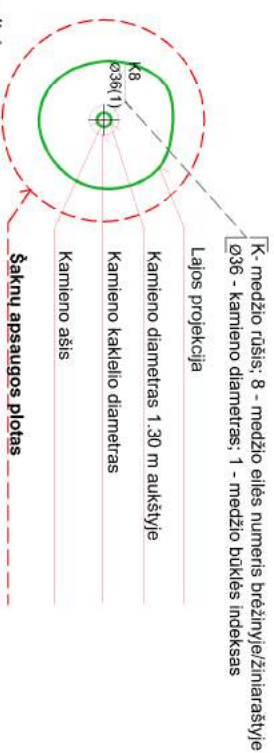 K- medžio rūšis; 8 - medžio eilės numeris brėžinyje/žiniaraštyje
Ø36 - kamieno diametras; 1 - medžio būklės indeksas
K8
Ø36(1)
Lajos projekcija
Kamieno diametras 1.30 m aukštyje
Kamieno kaklelio diametras
Kamieno ašis
Šaknų apsaugos plotas